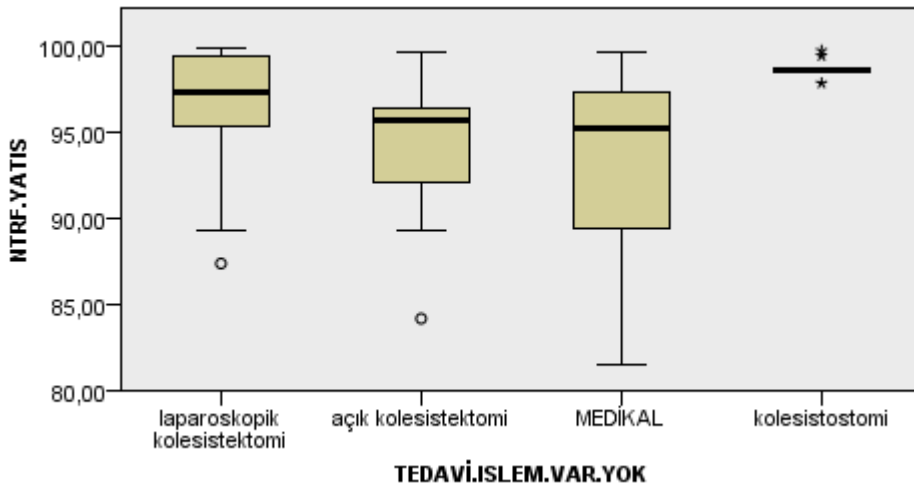 100,00
95,00
90,00
85,00
80,00
NTRF.YATIS
laparoskopik
kolesistektomi
açık kolesistektomi
MEDİKAL
kolesistostomi
TEDAVİ.ISLEM.VAR.YOK